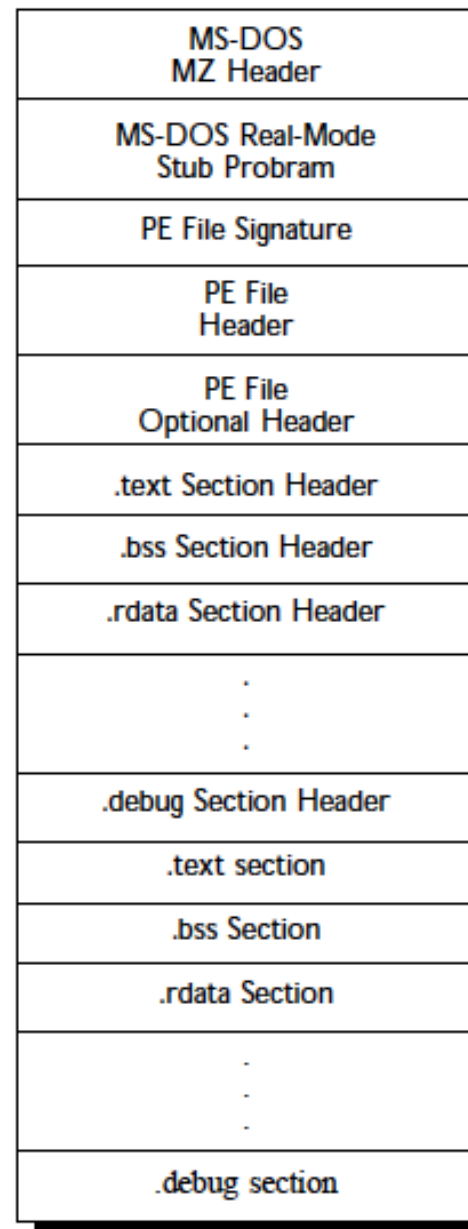 MS-DOS
MZ Header
MS-DOS Real-Mode
Stub Probram
PE File Signature
PE File
Header
PE File
Optional Header
.text Section Header
.bss Section Header
.rdata Section Header
.
.
.
.debug Section Header
.text section
.bss Section
.rdata Section
.
.
.
.debug section